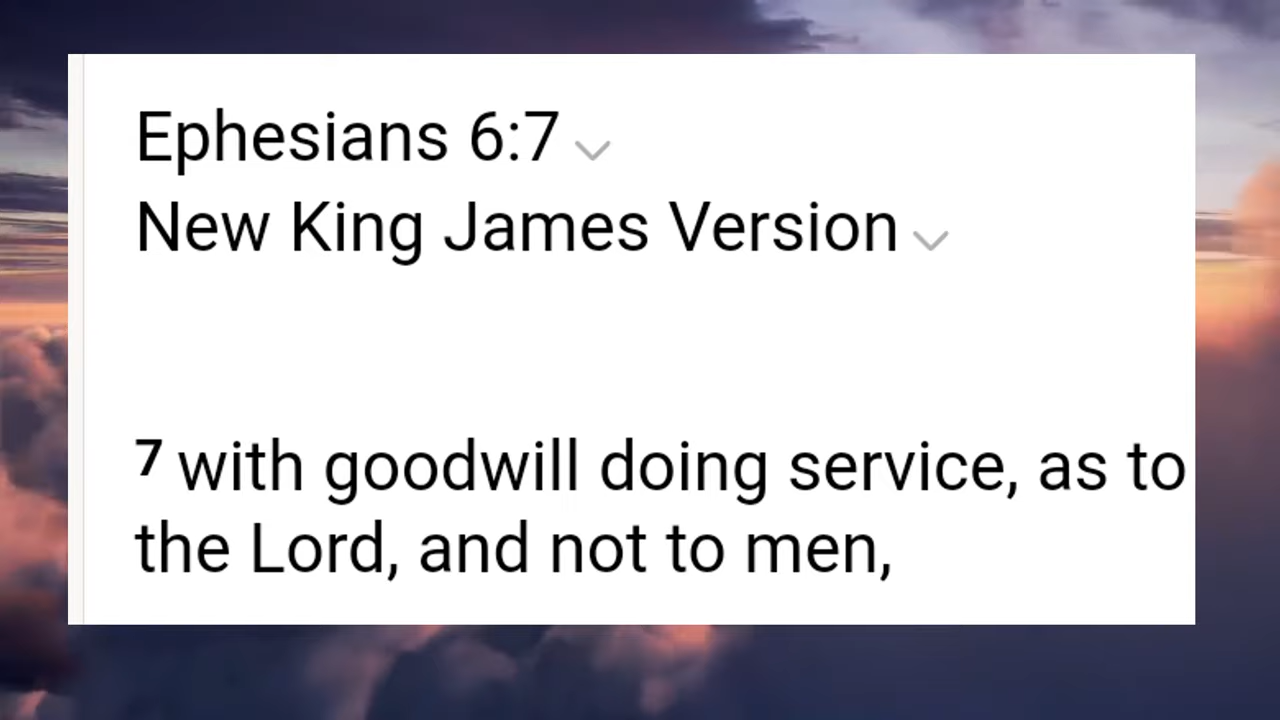 Ephesians 6:7
New King James Version
7 with goodwill doing service, as to
the Lord, and not to men,